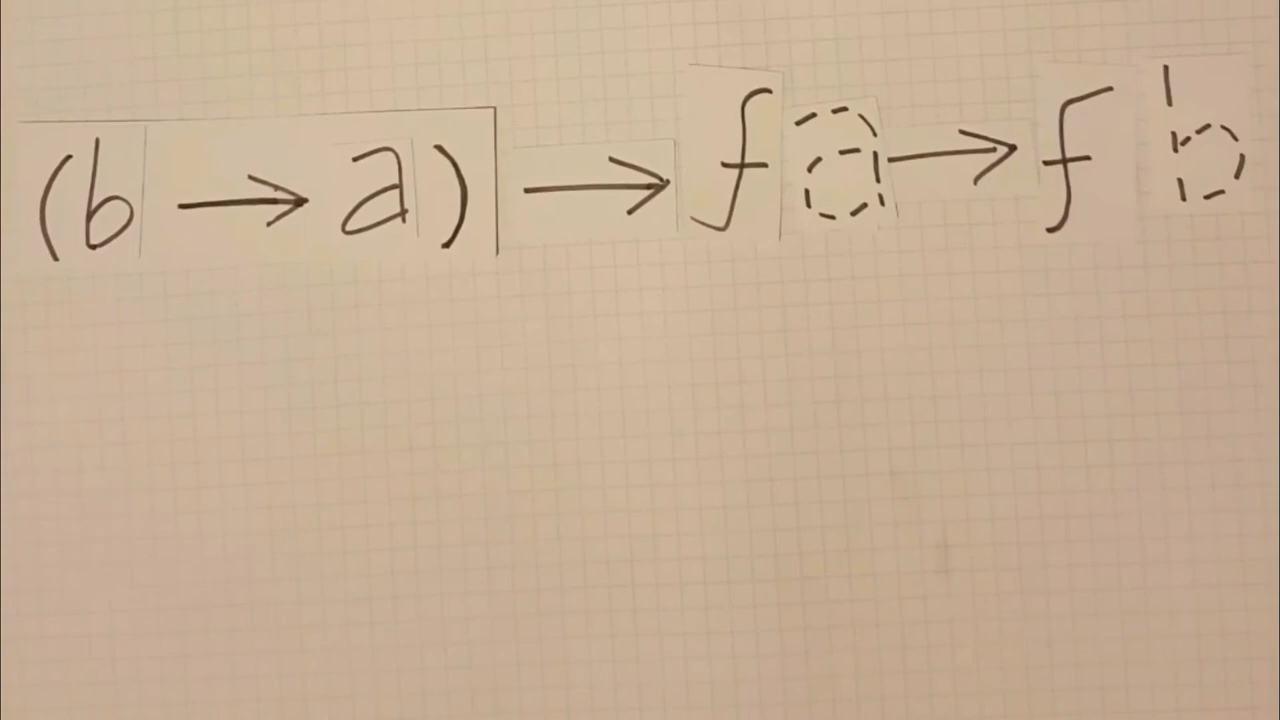 (b → a) → f a → f b